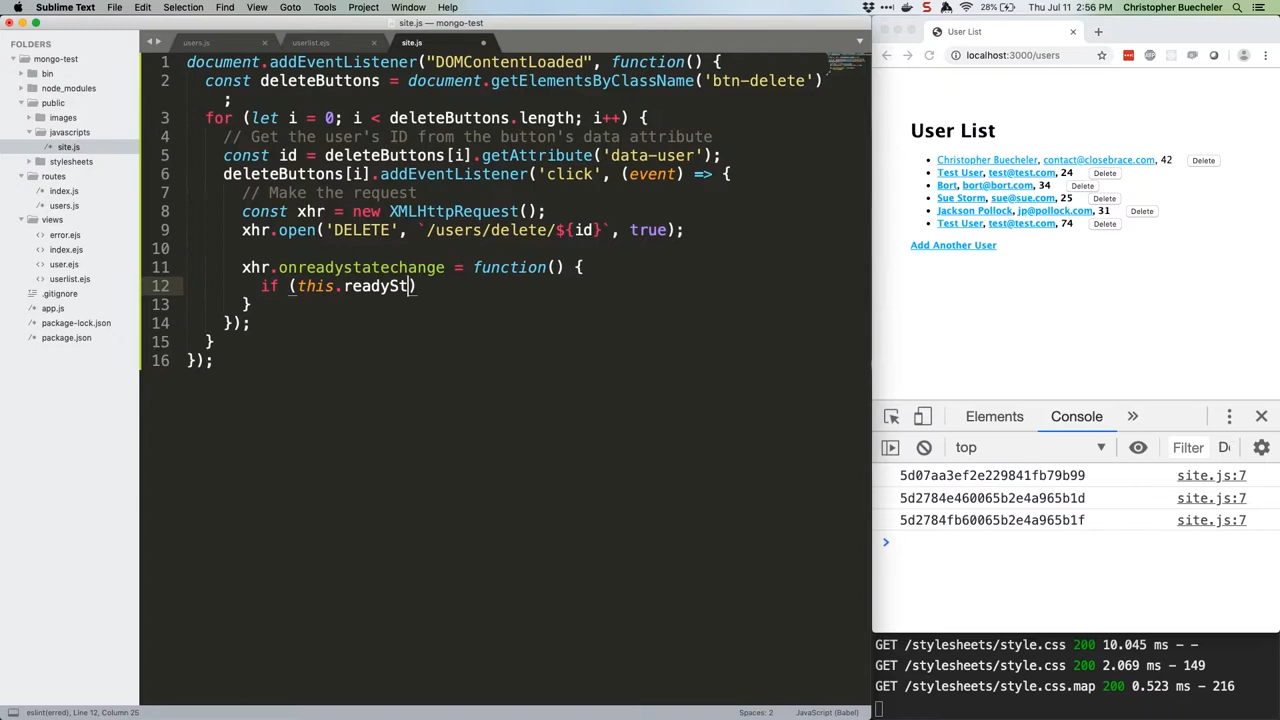 Sublime Text File Edit Selection Find View Goto Tools Project Window Help
28% Thu Jul 11 2:56 PM Christopher Buecheler
site.js — mongo-test
FOLDERS
mongo-test
bin
node_modules
public
images
javascripts
site.js
stylesheets
routes
index.js
users.js
views
error.ejs
index.ejs
user.ejs
userlist.ejs
.gitignore
app.js
package-lock.json
package.json
users.js userlist.ejs site.js
1 document.addEventListener("DOMContentLoaded", function() {
2 const deleteButtons = document.getElementsByClassName('btn-delete')
;
3 for (let i = 0; i < deleteButtons.length; i++) {
4 // Get the user's ID from the button's data attribute
5 const id = deleteButtons[i].getAttribute('data-user');
6 deleteButtons[i].addEventListener('click', (event) => {
7 // Make the request
8 const xhr = new XMLHttpRequest();
9 xhr.open('DELETE', `/users/delete/${id}`, true);
10
11 xhr.onreadystatechange = function() {
12 if (this.readySt)
13 }
14 });
15 }
16 });
eslint(erred), Line 12, Column 25 Spaces: 2 JavaScript (Babel)
User List
localhost:3000/users
User List
Christopher Buecheler, contact@closebrace.com, 42 Delete
Test User, test@test.com, 24 Delete
Bort, bort@bort.com, 34 Delete
Sue Storm, sue@sue.com, 25 Delete
Jackson Pollock, jp@pollock.com, 31 Delete
Test User, test@test.com, 74 Delete
Add Another User
Elements Console
top Filter De
5d07aa3ef2e229841fb79b99 site.js:7
5d2784e460065b2e4a965b1d site.js:7
5d2784fb60065b2e4a965b1f site.js:7
GET /stylesheets/style.css 200 10.045 ms - -
GET /stylesheets/style.css 200 2.069 ms - 149
GET /stylesheets/style.css.map 200 0.523 ms - 216